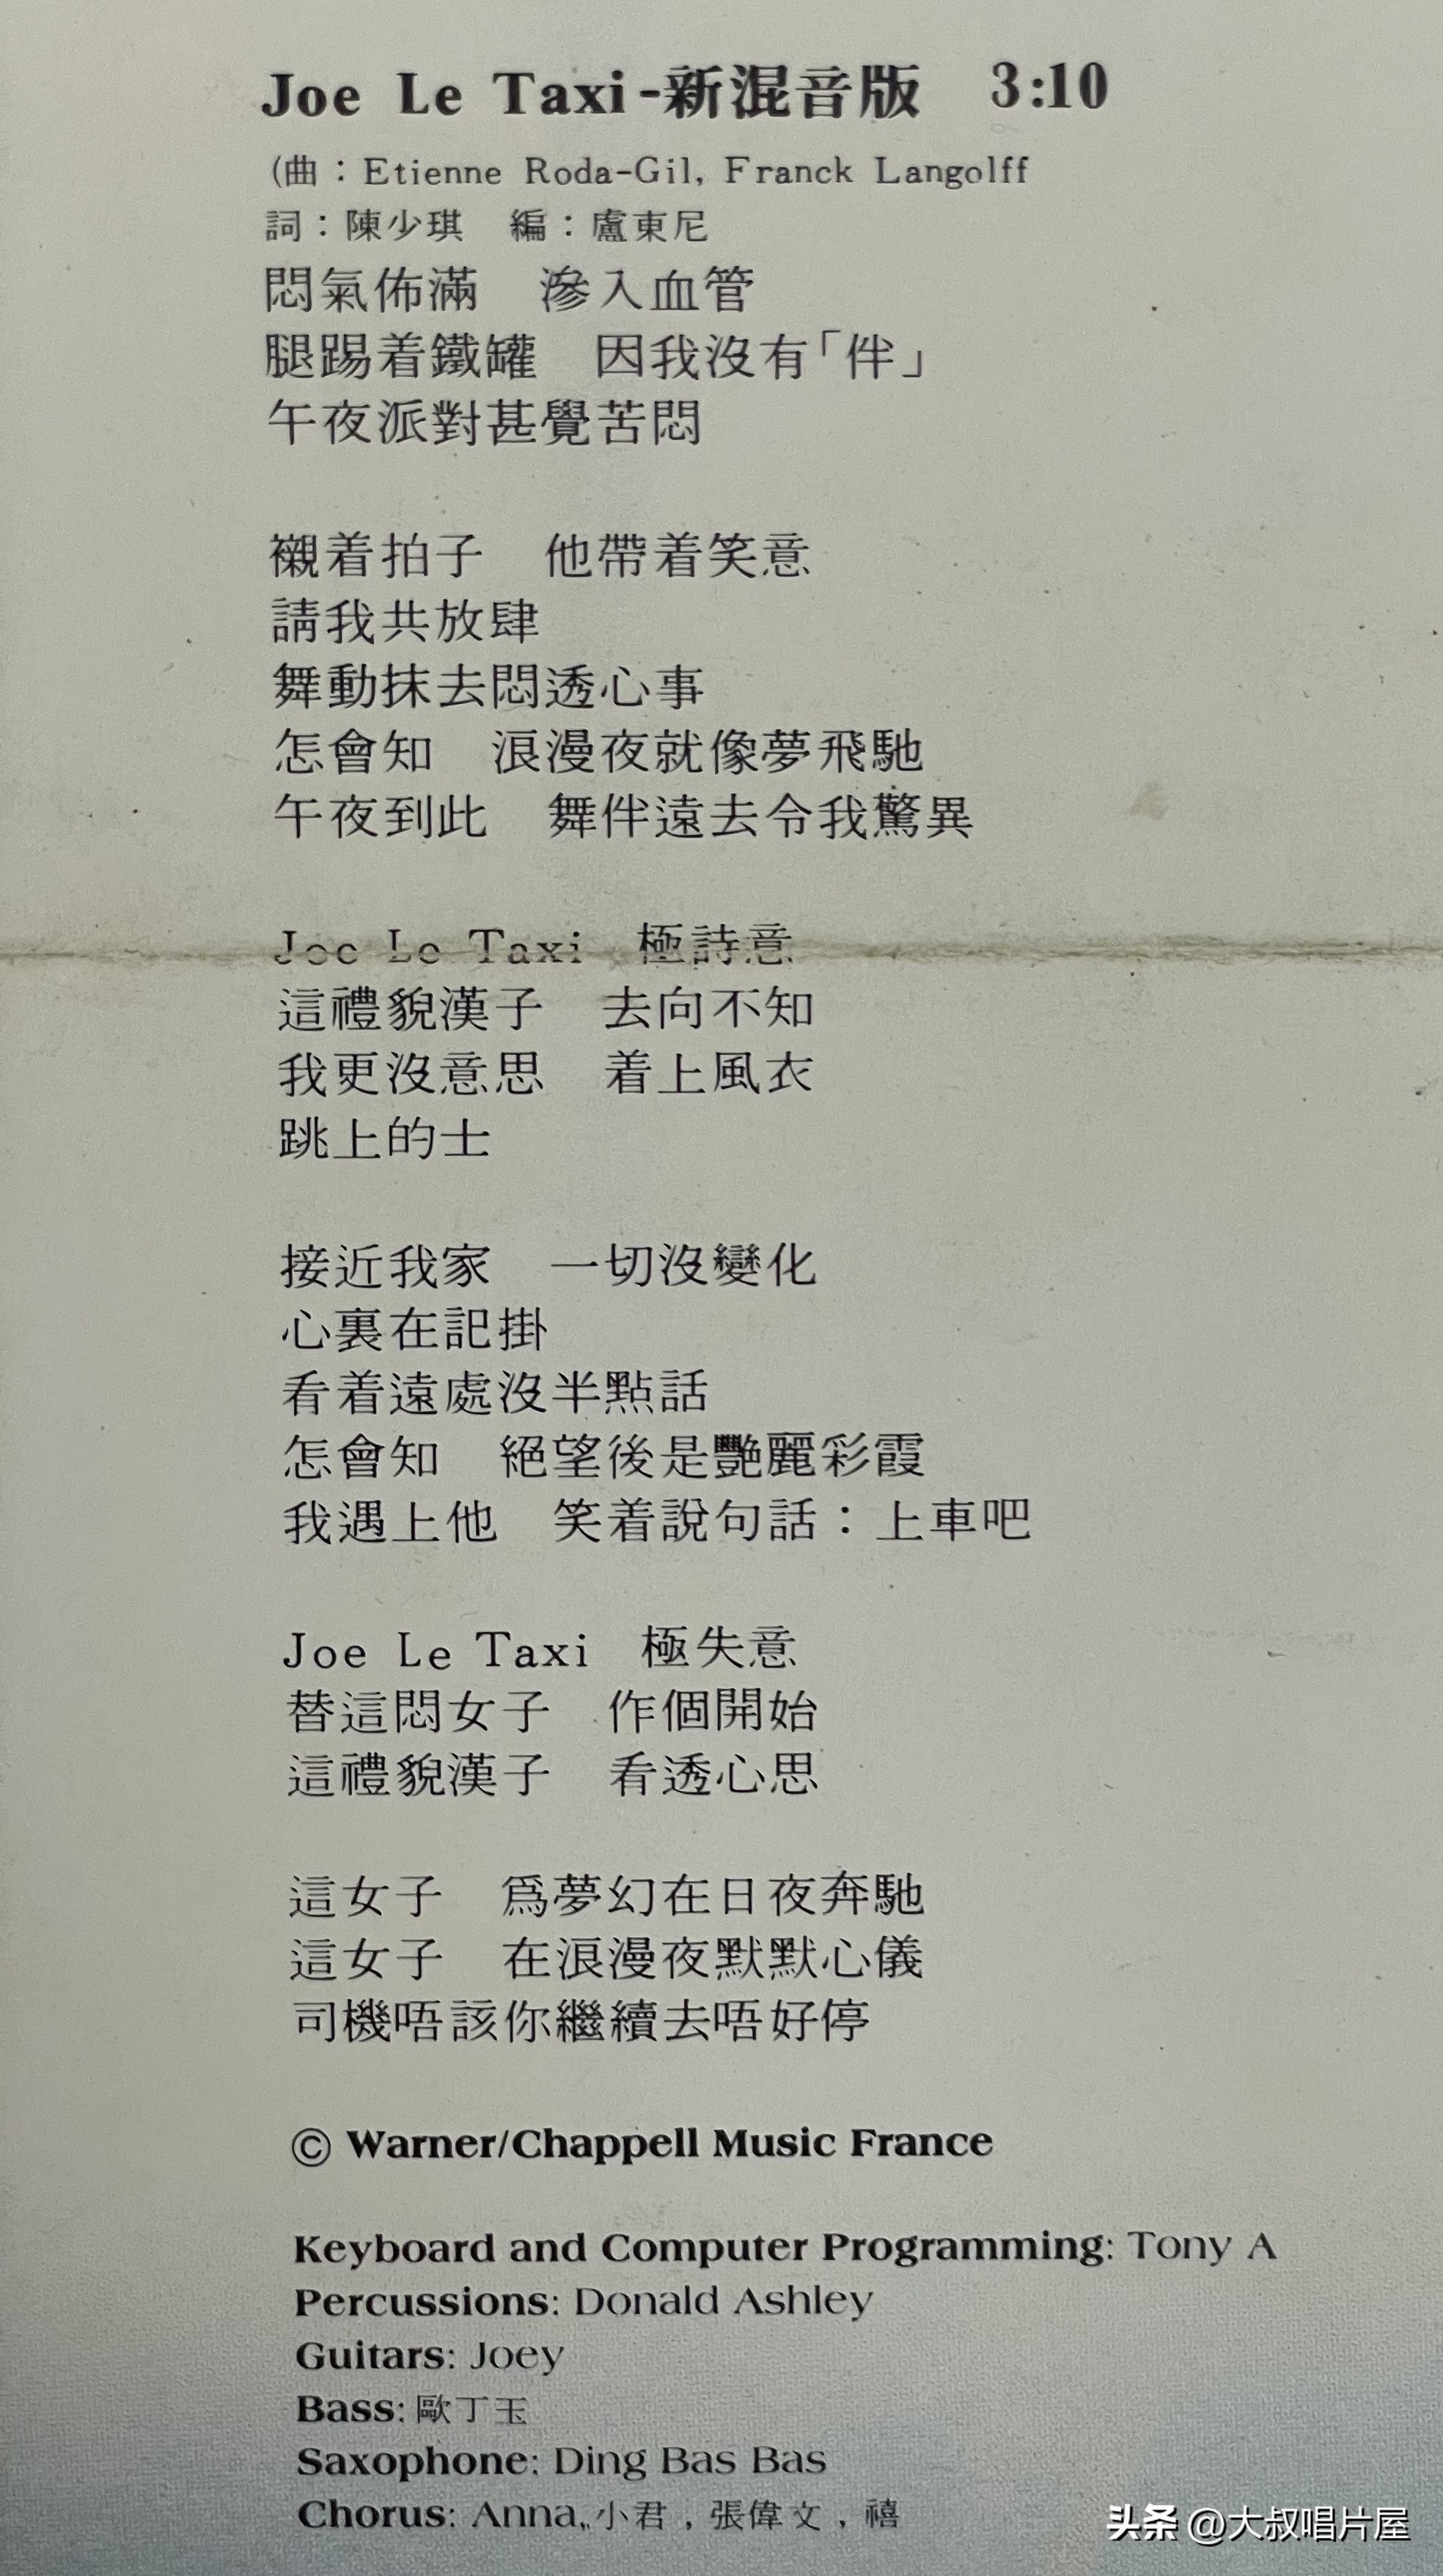 Joe Le Taxi-新混音版　3:10
(曲：Etienne Roda-Gil, Franck Langolff
詞：陳少琪　編：盧東尼
悶氣佈滿　滲入血管
腿踢着鐵罐　因我沒有「伴」
午夜派對甚覺苦悶
襯着拍子　他帶着笑意
請我共放肆
舞動抹去悶透心事
怎會知　浪漫夜就像夢飛馳
午夜到此　舞伴遠去令我驚異
Joe Le Taxi　極詩意
這禮貌漢子　去向不知
我更沒意思　着上風衣
跳上的士
接近我家　一切沒變化
心裏在記掛
看着遠處沒半點話
怎會知　絕望後是艷麗彩霞
我遇上他　笑着說句話：上車吧
Joe Le Taxi　極失意
替這悶女子　作個開始
這禮貌漢子　看透心思
這女子　爲夢幻在日夜奔馳
這女子　在浪漫夜默默心儀
司機唔該你繼續去唔好停
© Warner/Chappell Music France
Keyboard and Computer Programming: Tony A
Percussions: Donald Ashley
Guitars: Joey
Bass: 歐丁玉
Saxophone: Ding Bas Bas
Chorus: Anna, 小君，張偉文，禧
头条 @大叔唱片屋